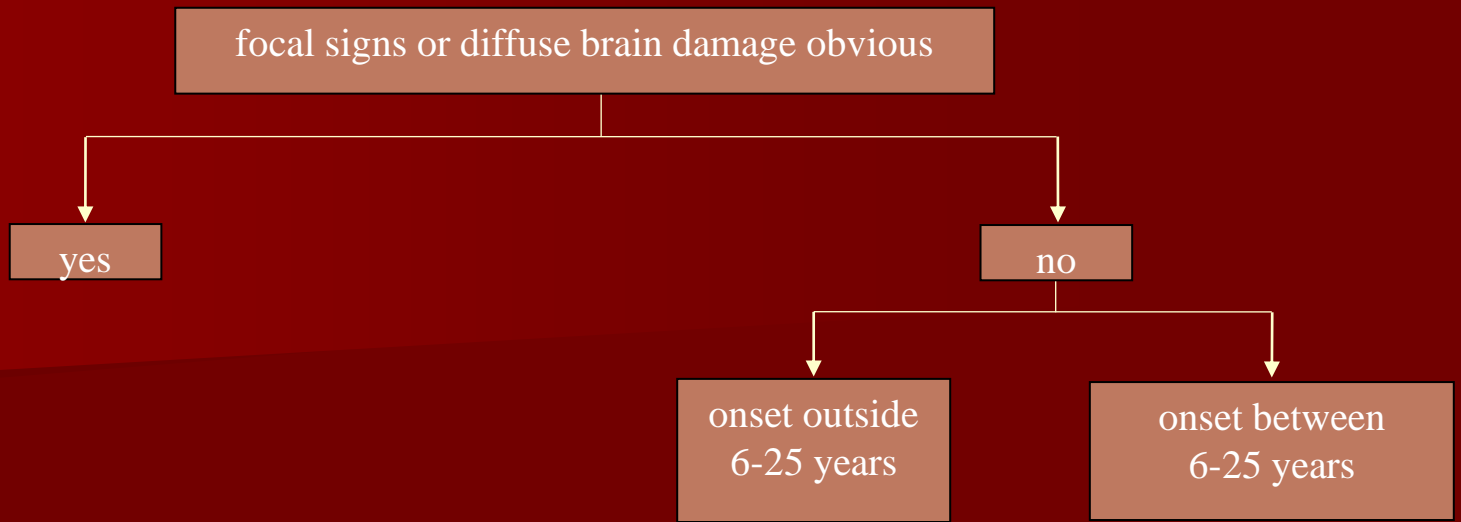 focal signs or diffuse brain damage obvious
yes
no
onset outside
6-25 years
onset between
6-25 years